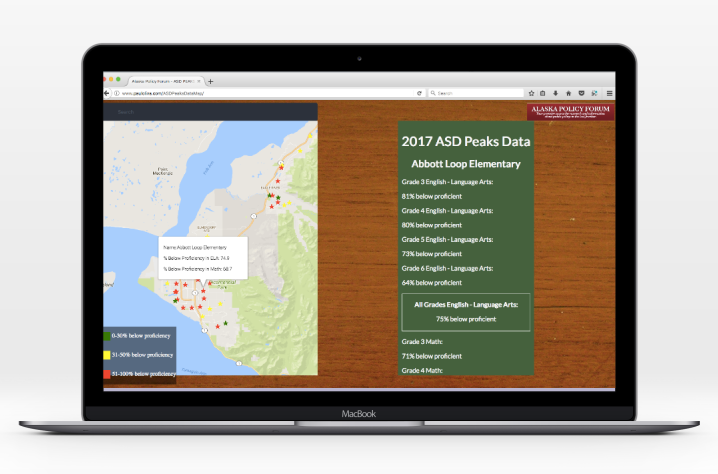 Alaska Policy Forum - ASD PEAKS
www.paulolive.com/ASDPeaksDataMap/
Search
Search
ALASKA POLICY FORUM
2017 ASD Peaks Data
Abbott Loop Elementary
Grade 3 English - Language Arts:
81% below proficient
Grade 4 English - Language Arts:
80% below proficient
Grade 5 English - Language Arts:
73% below proficient
Grade 6 English - Language Arts:
64% below proficient
All Grades English - Language Arts:
75% below proficient
Grade 3 Math:
71% below proficient
Grade 4 Math:
Name: Abbott Loop Elementary
% Below Proficiency in ELA: 74.8
% Below Proficiency in Math: 68.7
0-30% below proficiency
31-50% below proficiency
51-100% below proficiency
MacBook